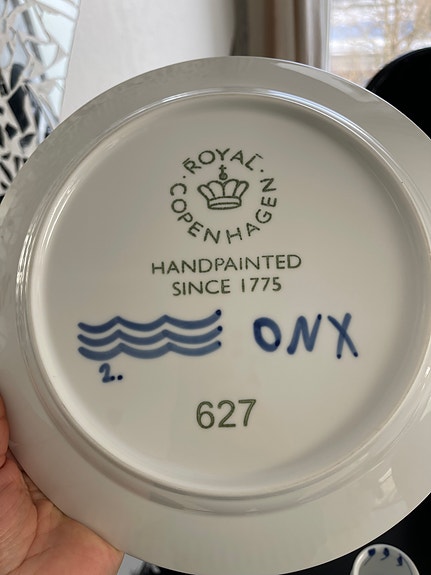 ROYAL
COPENHAGEN
HANDPAINTED
SINCE 1775
ONX
2.
627